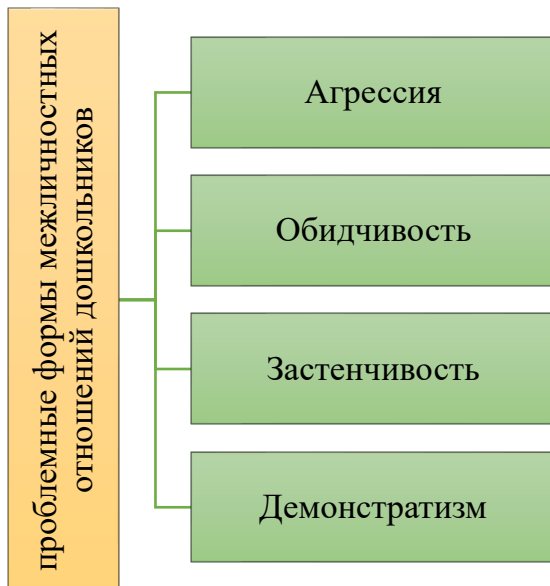 проблемные формы межличностных
отношений дошкольников
Агрессия
Обидчивость
Застенчивость
Демонстратизм